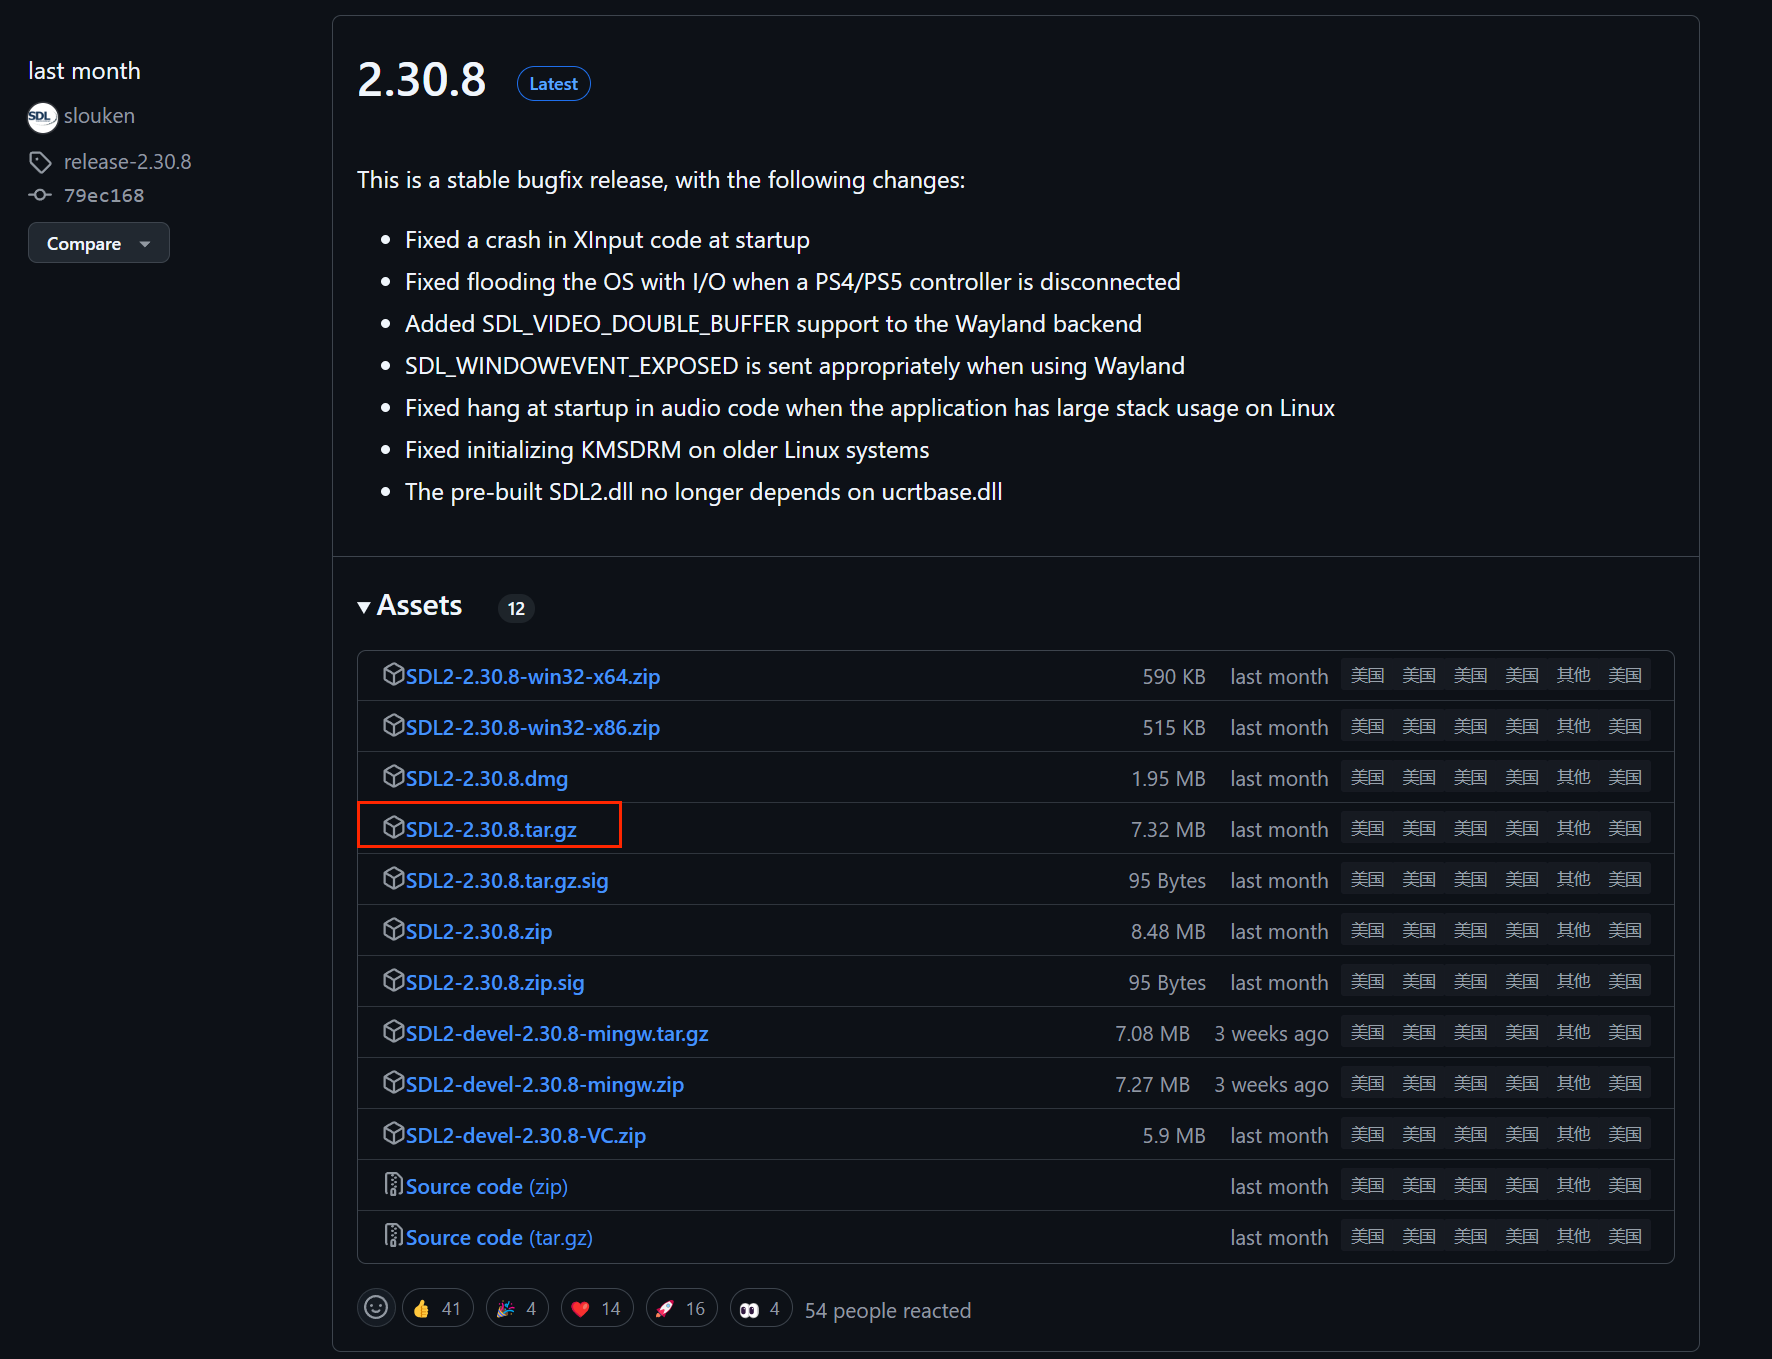 last month
SDL slouken
release-2.30.8
79ec168
Compare
2.30.8 Latest
This is a stable bugfix release, with the following changes:
• Fixed a crash in XInput code at startup
• Fixed flooding the OS with I/O when a PS4/PS5 controller is disconnected
• Added SDL_VIDEO_DOUBLE_BUFFER support to the Wayland backend
• SDL_WINDOWEVENT_EXPOSED is sent appropriately when using Wayland
• Fixed hang at startup in audio code when the application has large stack usage on Linux
• Fixed initializing KMSDRM on older Linux systems
• The pre-built SDL2.dll no longer depends on ucrtbase.dll
Assets 12
SDL2-2.30.8-win32-x64.zip 590 KB last month 美国 美国 美国 美国 其他 美国
SDL2-2.30.8-win32-x86.zip 515 KB last month 美国 美国 美国 美国 其他 美国
SDL2-2.30.8.dmg 1.95 MB last month 美国 美国 美国 美国 其他 美国
SDL2-2.30.8.tar.gz 7.32 MB last month 美国 美国 美国 美国 其他 美国
SDL2-2.30.8.tar.gz.sig 95 Bytes last month 美国 美国 美国 美国 其他 美国
SDL2-2.30.8.zip 8.48 MB last month 美国 美国 美国 美国 其他 美国
SDL2-2.30.8.zip.sig 95 Bytes last month 美国 美国 美国 美国 其他 美国
SDL2-devel-2.30.8-mingw.tar.gz 7.08 MB 3 weeks ago 美国 美国 美国 美国 其他 美国
SDL2-devel-2.30.8-mingw.zip 7.27 MB 3 weeks ago 美国 美国 美国 美国 其他 美国
SDL2-devel-2.30.8-VC.zip 5.9 MB last month 美国 美国 美国 美国 其他 美国
Source code (zip) last month 美国 美国 美国 美国 其他 美国
Source code (tar.gz) last month 美国 美国 美国 美国 其他 美国
👍 41 🎉 4 ❤️ 14 🚀 16 👀 4 54 people reacted